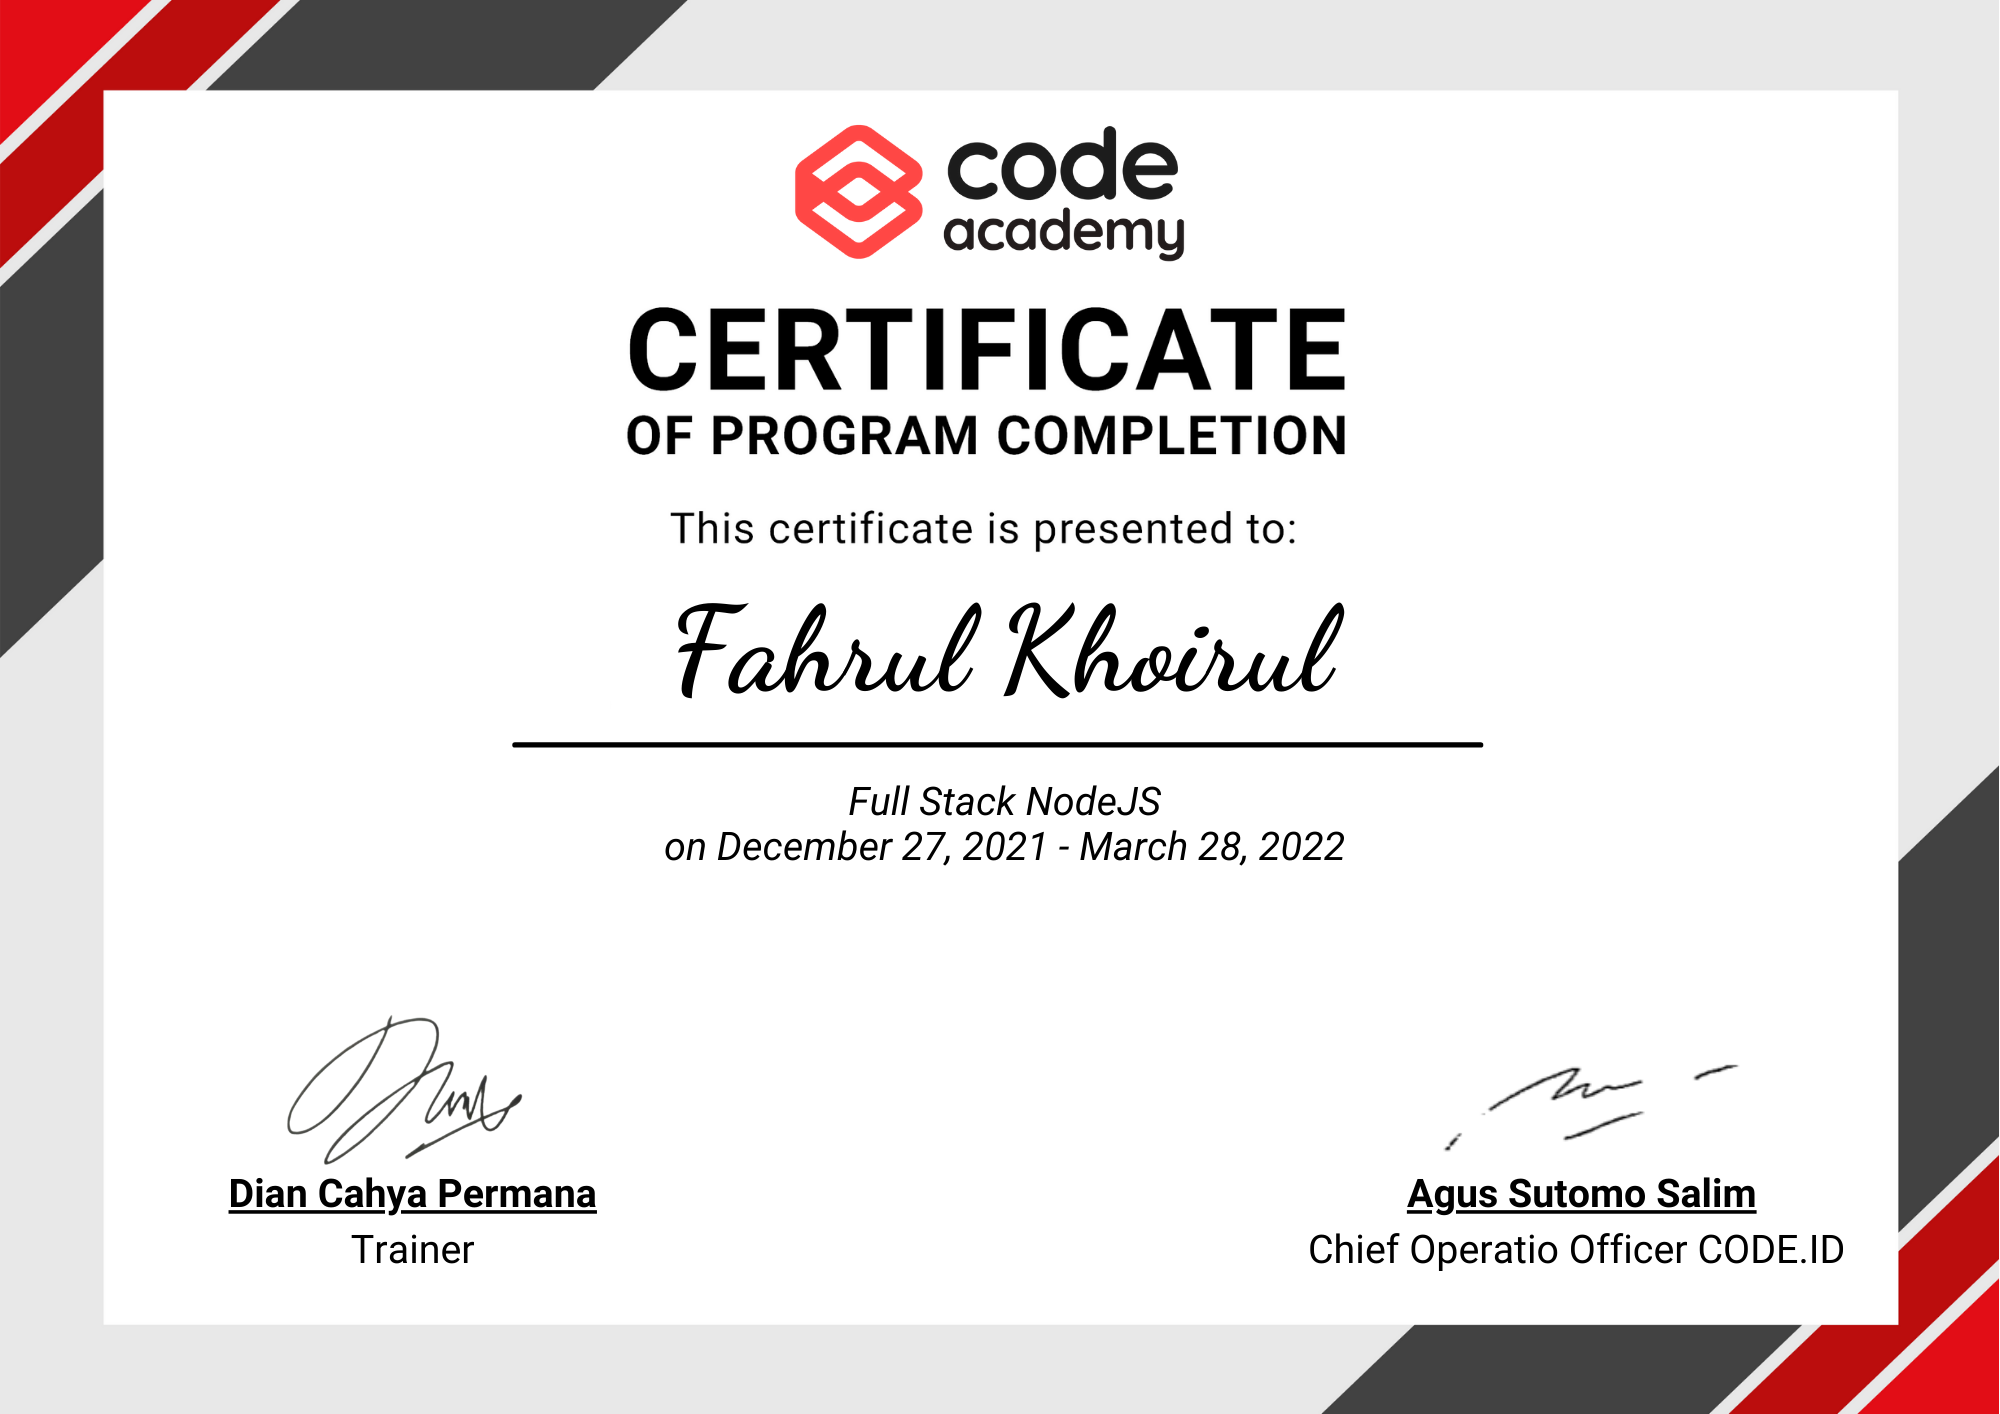 code
academy
CERTIFICATE
OF PROGRAM COMPLETION
This certificate is presented to:
Fahrul Khoirul
Full Stack NodeJS
on December 27, 2021 - March 28, 2022
Dian Cahya Permana
Trainer
Agus Sutomo Salim
Chief Operatio Officer CODE.ID